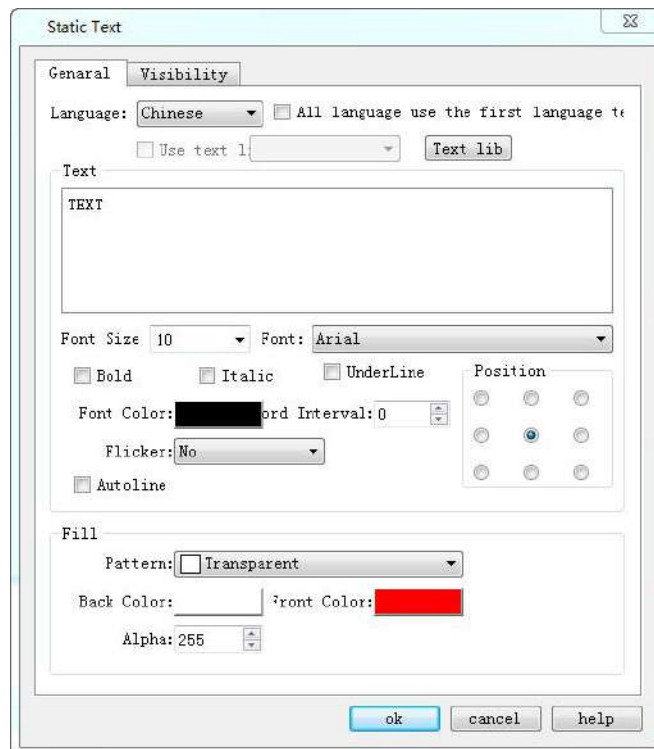 Static Text
Genaral Visibility
Language: Chinese All language use the first language te
Use text l: Text lib
Text
TEXT
Font Size 10 Font: Arial
Bold Italic UnderLine Position
Font Color: ord Interval: 0
Flicker: No
Autoline
Fill
Pattern: Transparent
Back Color: Front Color:
Alpha: 255
ok cancel help